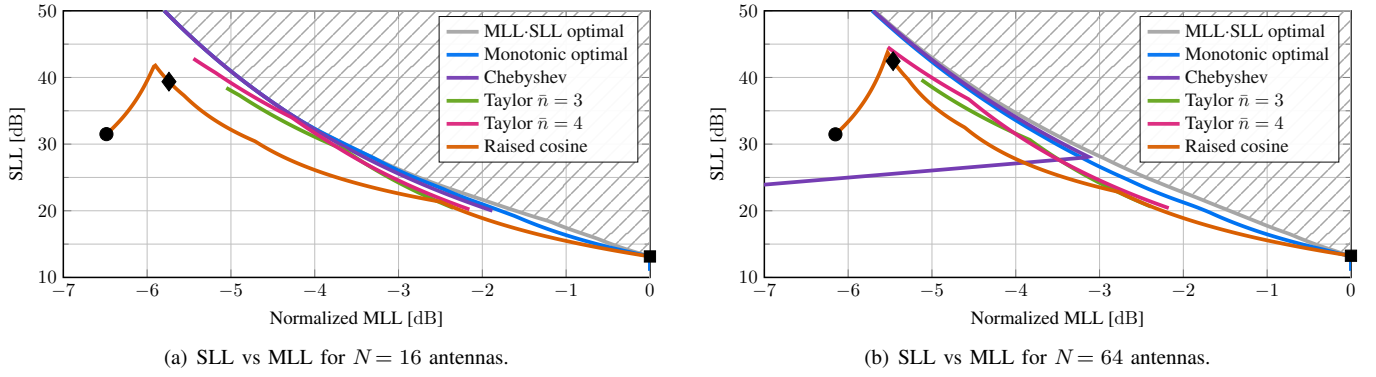 50
40
30
20
10
SLL [dB]
−7 −6 −5 −4 −3 −2 −1 0
Normalized MLL [dB]
MLL·SLL optimal
Monotonic optimal
Chebyshev
Taylor n̄ = 3
Taylor n̄ = 4
Raised cosine
(a) SLL vs MLL for N = 16 antennas.
50
40
30
20
10
SLL [dB]
−7 −6 −5 −4 −3 −2 −1 0
Normalized MLL [dB]
MLL·SLL optimal
Monotonic optimal
Chebyshev
Taylor n̄ = 3
Taylor n̄ = 4
Raised cosine
(b) SLL vs MLL for N = 64 antennas.